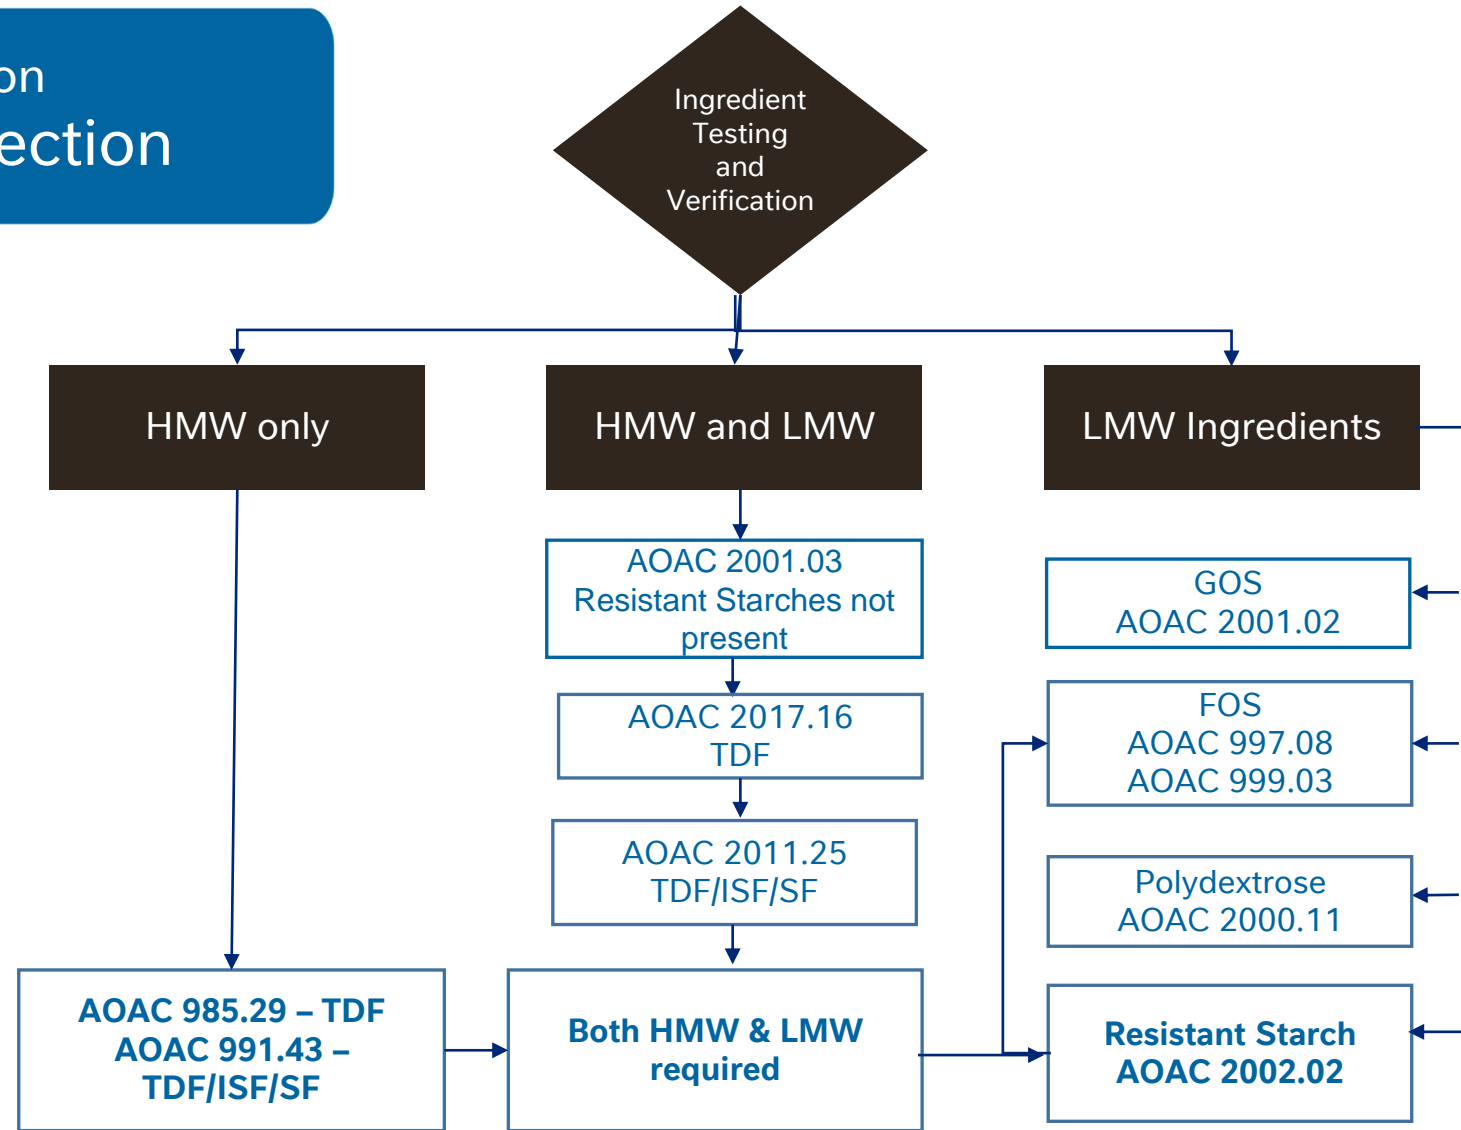 on
ection
Ingredient
Testing
and
Verification
HMW only
HMW and LMW
LMW Ingredients
AOAC 2001.03
Resistant Starches not
present
AOAC 2017.16
TDF
AOAC 2011.25
TDF/ISF/SF
GOS
AOAC 2001.02
FOS
AOAC 997.08
AOAC 999.03
Polydextrose
AOAC 2000.11
AOAC 985.29 – TDF
AOAC 991.43 –
TDF/ISF/SF
Both HMW & LMW
required
Resistant Starch
AOAC 2002.02